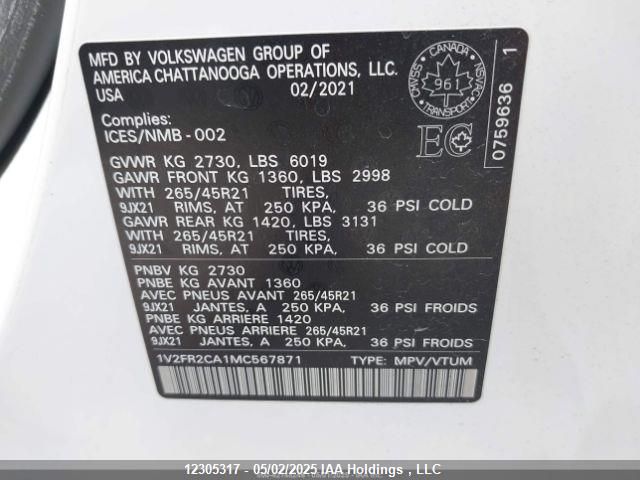 MFD BY VOLKSWAGEN GROUP OF
AMERICA CHATTANOOGA OPERATIONS, LLC.
USA 02/2021
Complies:
ICES/NMB-002
CANADA
CMVSS NSVAC
961
TRANSPORT
EC
0759636 1
GVWR KG 2730, LBS 6019
GAWR FRONT KG 1360, LBS 2998
WITH 265/45R21 TIRES,
9JX21 RIMS, AT 250 KPA, 36 PSI COLD
GAWR REAR KG 1420, LBS 3131
WITH 265/45R21 TIRES,
9JX21 RIMS, AT 250 KPA, 36 PSI COLD
PNBV KG 2730
PNBE KG AVANT 1360
AVEC PNEUS AVANT 265/45R21
9JX21 JANTES, A 250 KPA, 36 PSI FROIDS
PNBE KG ARRIERE 1420
AVEC PNEUS ARRIERE 265/45R21
9JX21 JANTES, A 250 KPA, 36 PSI FROIDS
1V2FR2CA1MC567871 TYPE: MPV/VTUM
12305317 - 05/02/2025 IAA Holdings , LLC